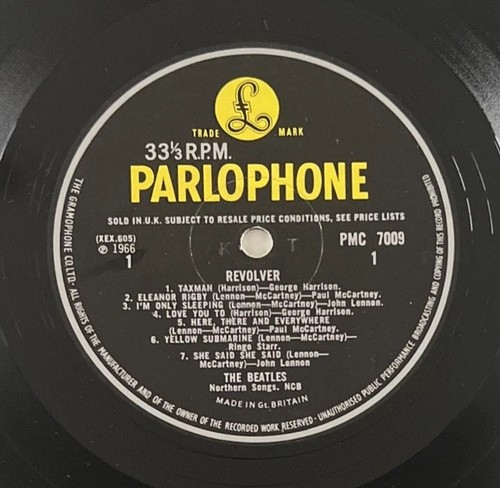 £
TRADE MARK
33⅓ R.P.M.
PARLOPHONE
SOLD IN U.K. SUBJECT TO RESALE PRICE CONDITIONS, SEE PRICE LISTS
(XEX.605)
℗ 1966
1
K T
PMC 7009
1
REVOLVER
1. TAXMAN (Harrison)—George Harrison.
2. ELEANOR RIGBY (Lennon—McCartney)—Paul McCartney.
3. I'M ONLY SLEEPING (Lennon—McCartney)—John Lennon.
4. LOVE YOU TO (Harrison)—George Harrison.
5. HERE, THERE AND EVERYWHERE
(Lennon—McCartney)—Paul McCartney.
6. YELLOW SUBMARINE (Lennon—McCartney)—
Ringo Starr.
7. SHE SAID SHE SAID (Lennon—
McCartney)—John Lennon
THE BEATLES
Northern Songs. NCB
MADE IN Gt. BRITAIN
THE GRAMOPHONE CO. LTD.· ALL RIGHTS OF THE MANUFACTURER AND OF THE OWNER OF THE RECORDED WORK RESERVED·UNAUTHORISED PUBLIC PERFORMANCE BROADCASTING AND COPYING OF THIS RECORD PROHIBITED